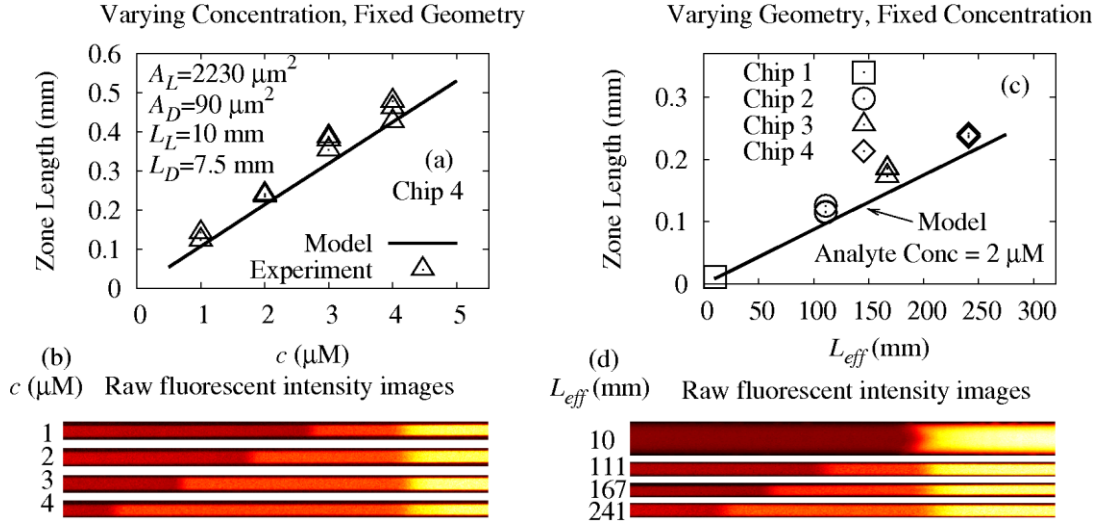 Varying Concentration, Fixed Geometry
Zone Length (mm)
0.6
0.5
0.4
0.3
0.2
0.1
0
A_L=2230 μm²
A_D=90 μm²
L_L=10 mm
L_D=7.5 mm
(a)
Chip 4
Model
Experiment
0 1 2 3 4 5
c (μM)
(b)
c (μM) Raw fluorescent intensity images
1
2
3
4
Varying Geometry, Fixed Concentration
Zone Length (mm)
0.3
0.2
0.1
0
Chip 1
Chip 2
Chip 3
Chip 4
(c)
Model
Analyte Conc = 2 μM
0 50 100 150 200 250 300
L_eff (mm)
(d)
L_eff (mm) Raw fluorescent intensity images
10
111
167
241